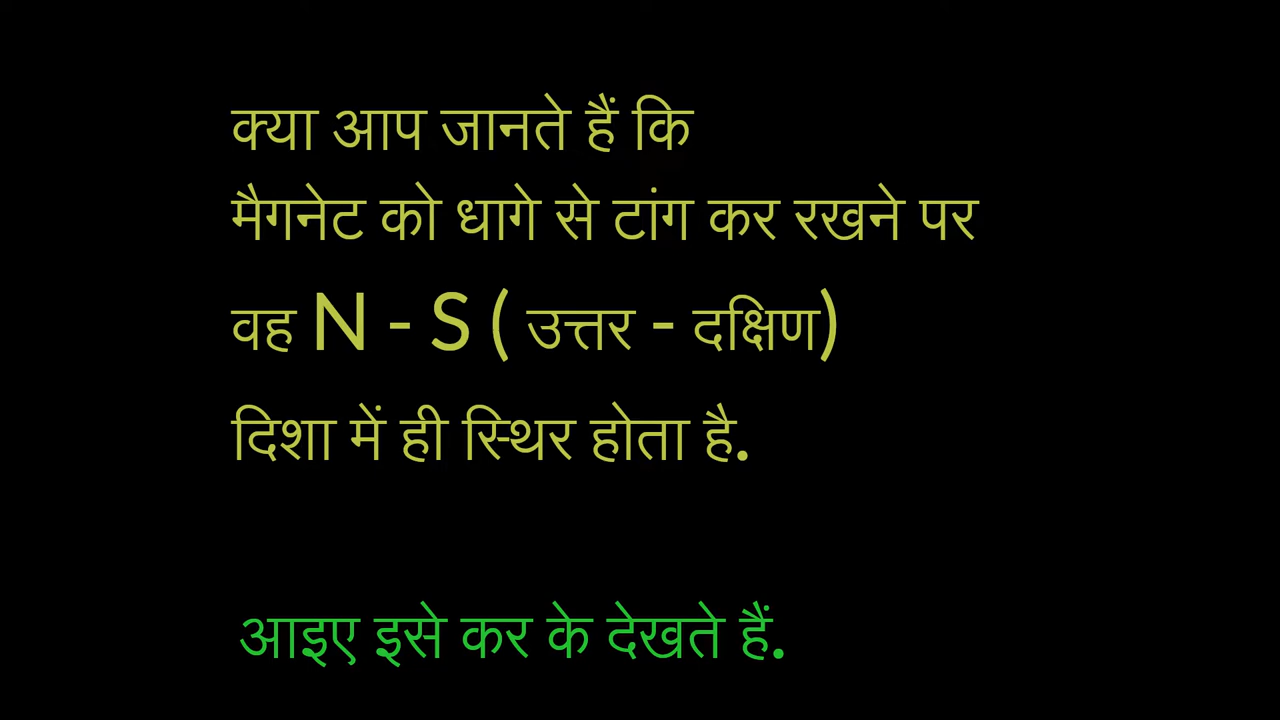 क्या आप जानते हैं कि
मैगनेट को धागे से टांग कर रखने पर
वह N - S ( उत्तर - दक्षिण)
दिशा में ही स्थिर होता है.
आइए इसे कर के देखते हैं.